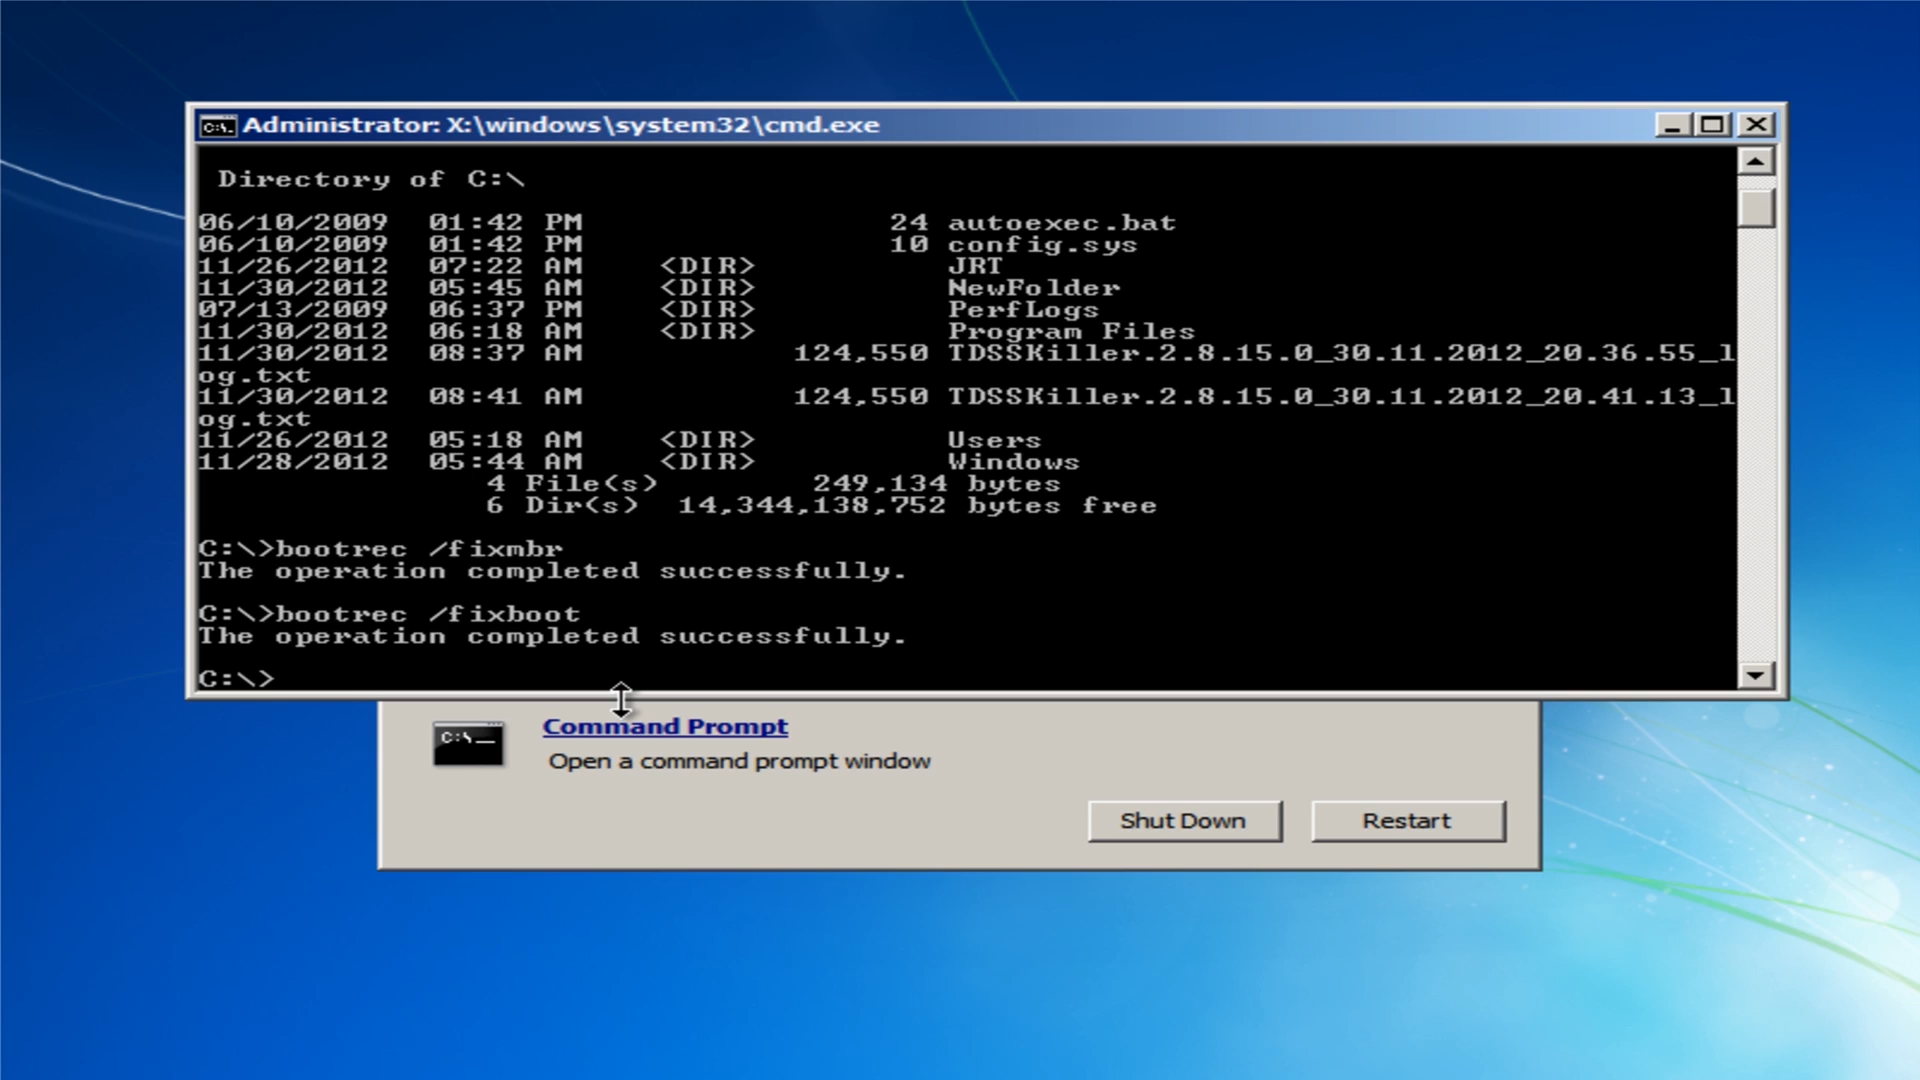 Administrator: X:\windows\system32\cmd.exe
Directory of C:\
06/10/2009 01:42 PM 24 autoexec.bat
06/10/2009 01:42 PM 10 config.sys
11/26/2012 07:22 AM <DIR> JRT
11/30/2012 05:45 AM <DIR> NewFolder
07/13/2009 06:37 PM <DIR> PerfLogs
11/30/2012 06:18 AM <DIR> Program Files
11/30/2012 08:37 AM 124,550 TDSSKiller.2.8.15.0_30.11.2012_20.36.55_l
og.txt
11/30/2012 08:41 AM 124,550 TDSSKiller.2.8.15.0_30.11.2012_20.41.13_l
og.txt
11/26/2012 05:18 AM <DIR> Users
11/28/2012 05:44 AM <DIR> Windows
4 File(s) 249,134 bytes
6 Dir(s) 14,344,138,752 bytes free
C:\>bootrec /fixmbr
The operation completed successfully.
C:\>bootrec /fixboot
The operation completed successfully.
C:\>
C:\
Command Prompt
Open a command prompt window
Shut Down
Restart